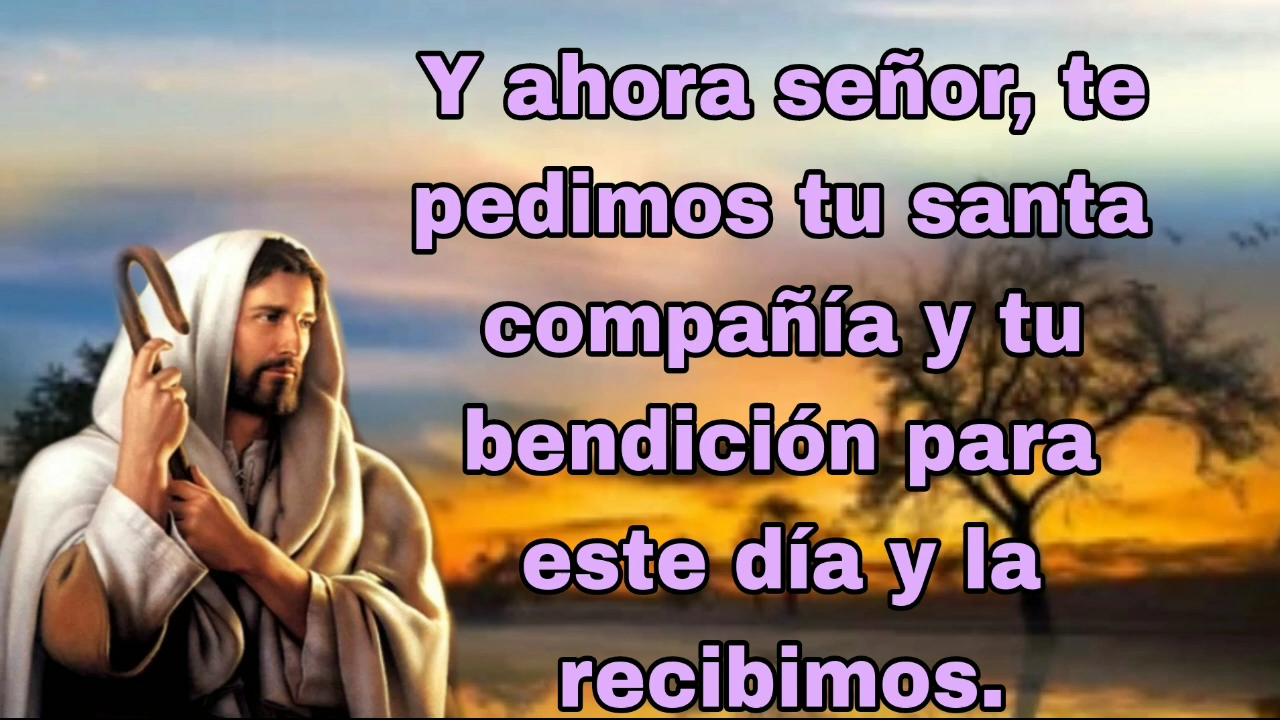 Y ahora señor, te
pedimos tu santa
compañía y tu
bendición para
este día y la
recibimos.